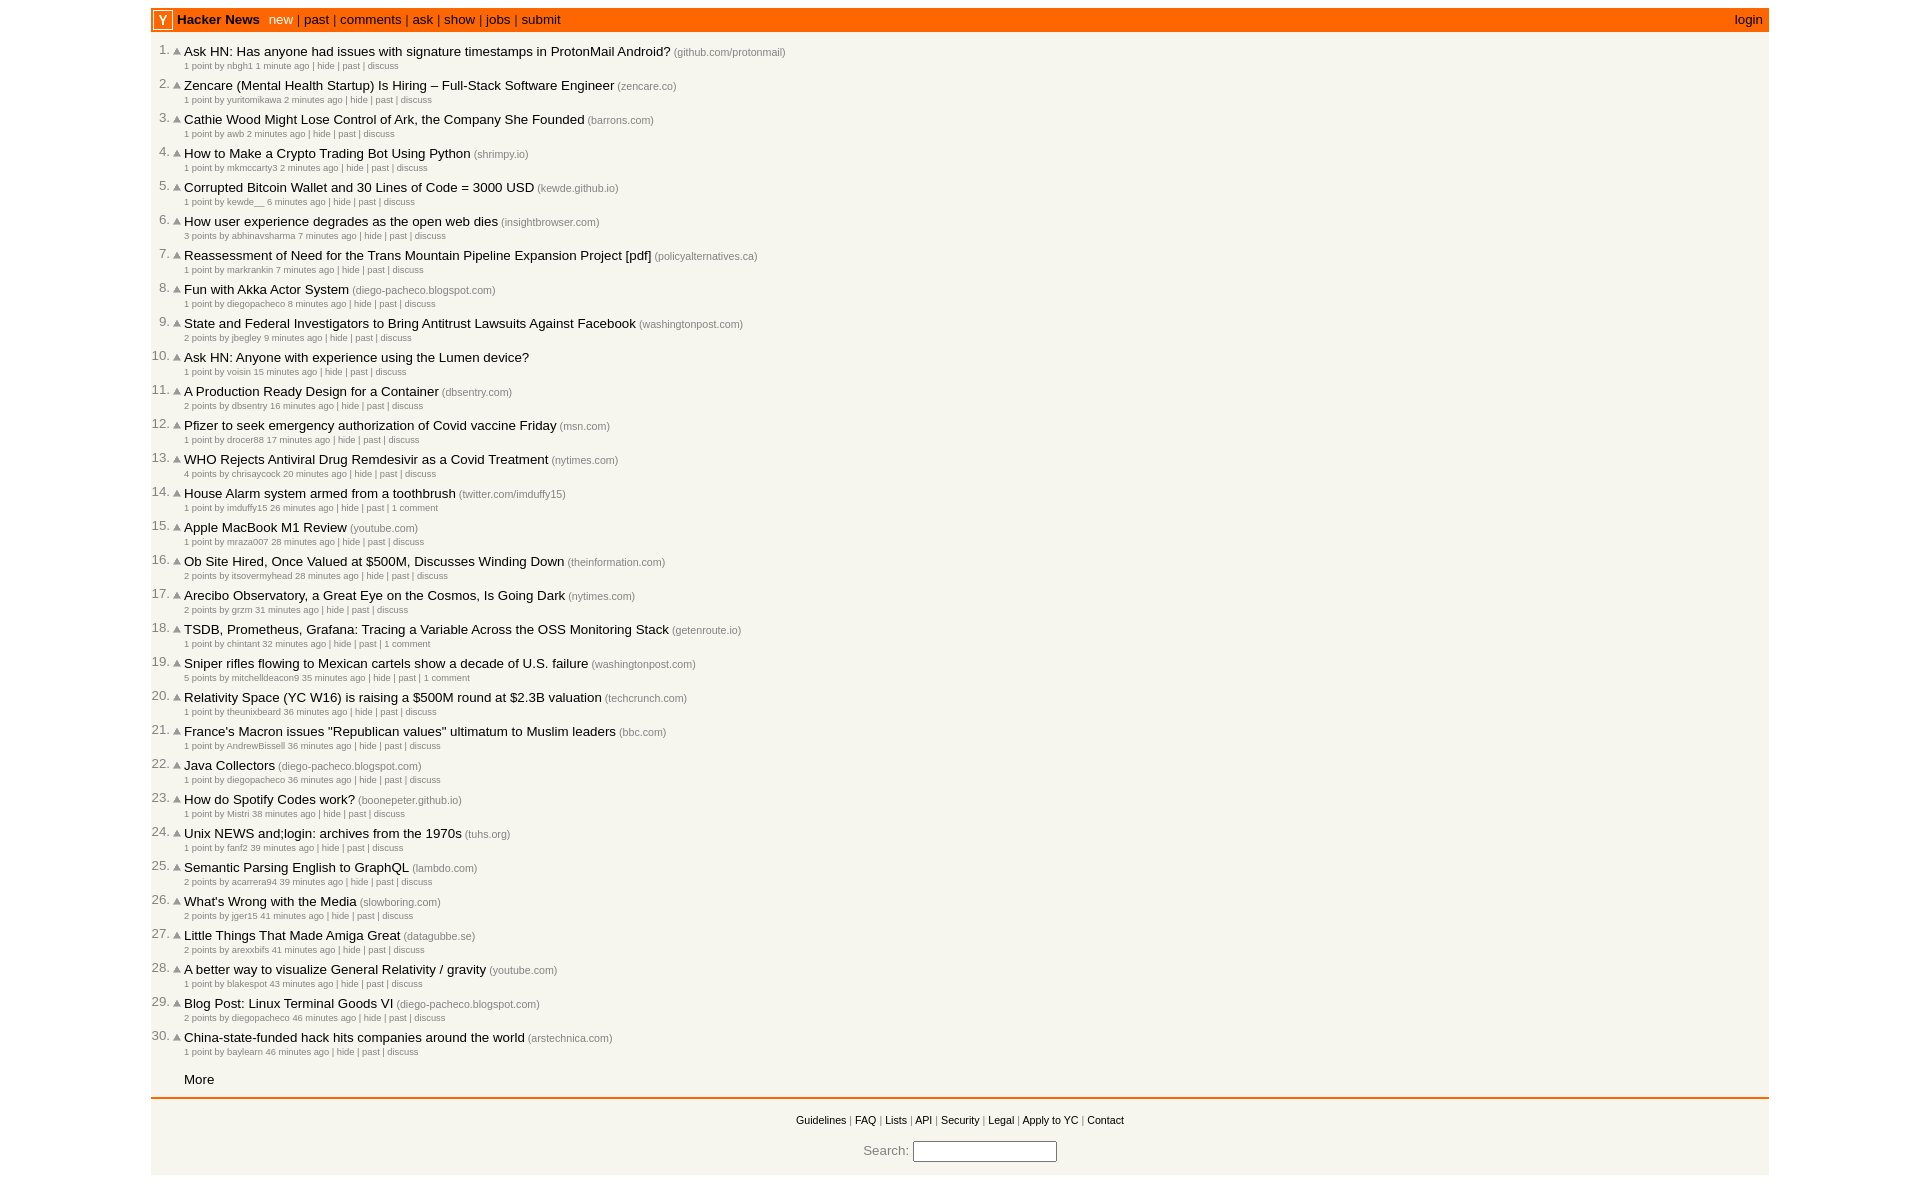 Y Hacker News new | past | comments | ask | show | jobs | submit login
1. Ask HN: Has anyone had issues with signature timestamps in ProtonMail Android? (github.com/protonmail)
1 point by nbgh1 1 minute ago | hide | past | discuss
2. Zencare (Mental Health Startup) Is Hiring – Full-Stack Software Engineer (zencare.co)
1 point by yuritomikawa 2 minutes ago | hide | past | discuss
3. Cathie Wood Might Lose Control of Ark, the Company She Founded (barrons.com)
1 point by awb 2 minutes ago | hide | past | discuss
4. How to Make a Crypto Trading Bot Using Python (shrimpy.io)
1 point by mkmccarty3 2 minutes ago | hide | past | discuss
5. Corrupted Bitcoin Wallet and 30 Lines of Code = 3000 USD (kewde.github.io)
1 point by kewde__ 6 minutes ago | hide | past | discuss
6. How user experience degrades as the open web dies (insightbrowser.com)
3 points by abhinavsharma 7 minutes ago | hide | past | discuss
7. Reassessment of Need for the Trans Mountain Pipeline Expansion Project [pdf] (policyalternatives.ca)
1 point by markrankin 7 minutes ago | hide | past | discuss
8. Fun with Akka Actor System (diego-pacheco.blogspot.com)
1 point by diegopacheco 8 minutes ago | hide | past | discuss
9. State and Federal Investigators to Bring Antitrust Lawsuits Against Facebook (washingtonpost.com)
2 points by jbegley 9 minutes ago | hide | past | discuss
10. Ask HN: Anyone with experience using the Lumen device?
1 point by voisin 15 minutes ago | hide | past | discuss
11. A Production Ready Design for a Container (dbsentry.com)
2 points by dbsentry 16 minutes ago | hide | past | discuss
12. Pfizer to seek emergency authorization of Covid vaccine Friday (msn.com)
1 point by drocer88 17 minutes ago | hide | past | discuss
13. WHO Rejects Antiviral Drug Remdesivir as a Covid Treatment (nytimes.com)
4 points by chrisaycock 20 minutes ago | hide | past | discuss
14. House Alarm system armed from a toothbrush (twitter.com/imduffy15)
1 point by imduffy15 26 minutes ago | hide | past | 1 comment
15. Apple MacBook M1 Review (youtube.com)
1 point by mraza007 28 minutes ago | hide | past | discuss
16. Ob Site Hired, Once Valued at $500M, Discusses Winding Down (theinformation.com)
2 points by itsovermyhead 28 minutes ago | hide | past | discuss
17. Arecibo Observatory, a Great Eye on the Cosmos, Is Going Dark (nytimes.com)
2 points by grzm 31 minutes ago | hide | past | discuss
18. TSDB, Prometheus, Grafana: Tracing a Variable Across the OSS Monitoring Stack (getenroute.io)
1 point by chintant 32 minutes ago | hide | past | 1 comment
19. Sniper rifles flowing to Mexican cartels show a decade of U.S. failure (washingtonpost.com)
5 points by mitchelldeacon9 35 minutes ago | hide | past | 1 comment
20. Relativity Space (YC W16) is raising a $500M round at $2.3B valuation (techcrunch.com)
1 point by theunixbeard 36 minutes ago | hide | past | discuss
21. France's Macron issues "Republican values" ultimatum to Muslim leaders (bbc.com)
1 point by AndrewBissell 36 minutes ago | hide | past | discuss
22. Java Collectors (diego-pacheco.blogspot.com)
1 point by diegopacheco 36 minutes ago | hide | past | discuss
23. How do Spotify Codes work? (boonepeter.github.io)
1 point by Mistri 38 minutes ago | hide | past | discuss
24. Unix NEWS and;login: archives from the 1970s (tuhs.org)
1 point by fanf2 39 minutes ago | hide | past | discuss
25. Semantic Parsing English to GraphQL (lambdo.com)
2 points by acarrera94 39 minutes ago | hide | past | discuss
26. What's Wrong with the Media (slowboring.com)
2 points by jger15 41 minutes ago | hide | past | discuss
27. Little Things That Made Amiga Great (datagubbe.se)
2 points by arexxbifs 41 minutes ago | hide | past | discuss
28. A better way to visualize General Relativity / gravity (youtube.com)
1 point by blakespot 43 minutes ago | hide | past | discuss
29. Blog Post: Linux Terminal Goods VI (diego-pacheco.blogspot.com)
2 points by diegopacheco 46 minutes ago | hide | past | discuss
30. China-state-funded hack hits companies around the world (arstechnica.com)
1 point by baylearn 46 minutes ago | hide | past | discuss
More
Guidelines | FAQ | Lists | API | Security | Legal | Apply to YC | Contact
Search: